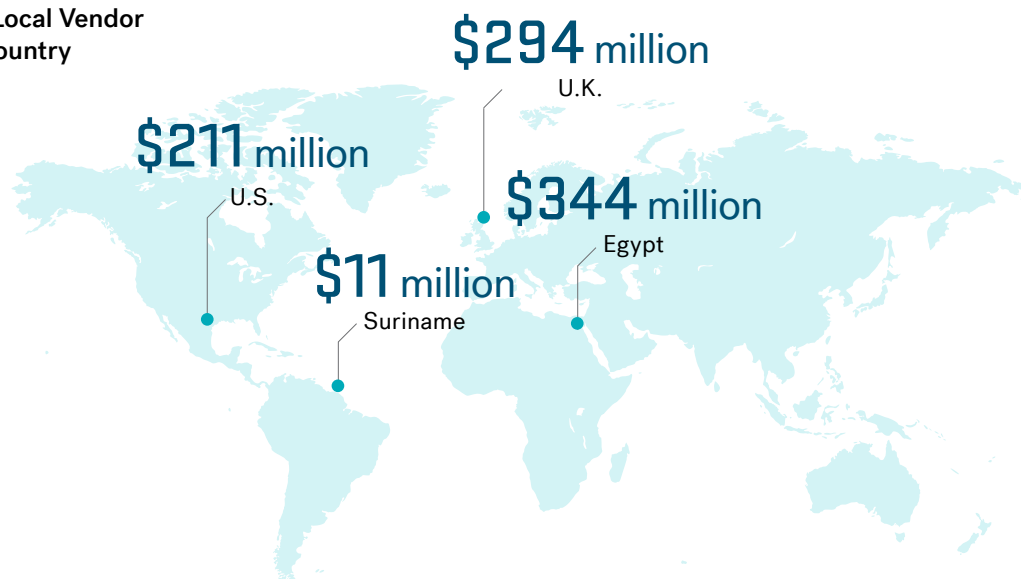 Local Vendor
ountry
$294 million
U.K.
$211 million
U.S.
$344 million
Egypt
$11 million
Suriname